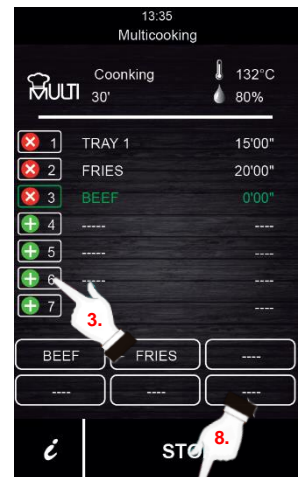 13:35
Multicooking
MULTI
Coonking
30'
132°C
80%
1 TRAY 1 15'00"
2 FRIES 20'00"
3 BEEF 0'00"
4 ----- ----
5 ----- ----
6 ----- ----
7 ----- ----
3.
BEEF FRIES ----
---- ---- ----
i STO
8.